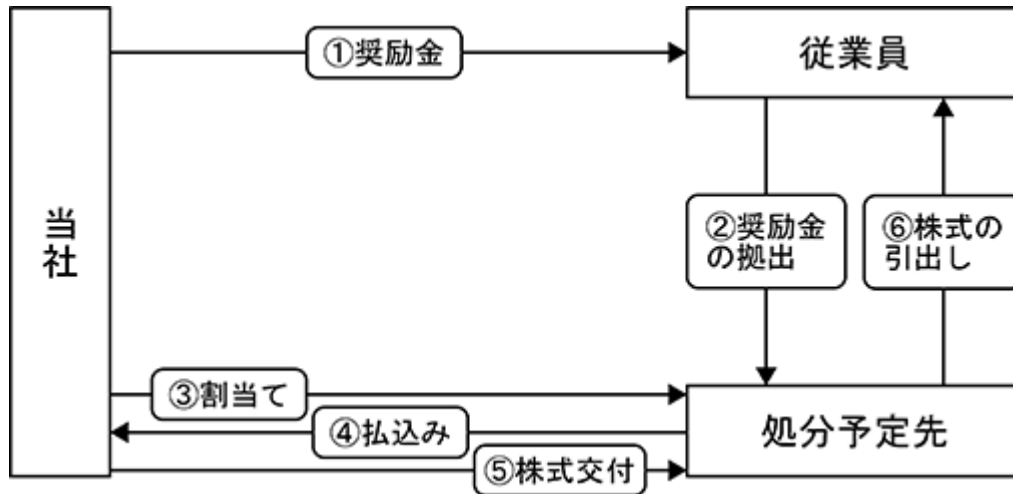 当
社
①奨励金
従業員
②奨励金
の拠出
⑥株式の
引出し
③割当て
④払込み
⑤株式交付
処分予定先